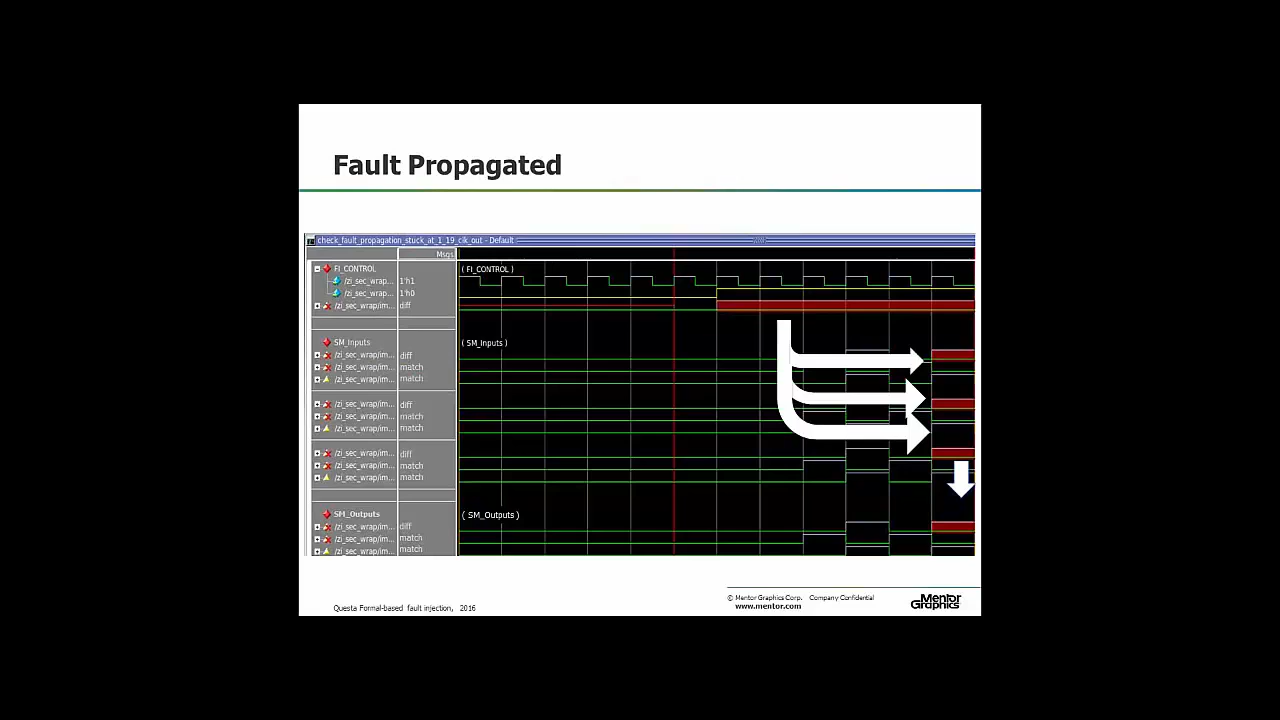 Fault Propagated
check_fault_propagation_stuck_at_1_19_clk_out - Default
Msgs
FI_CONTROL
( FI_CONTROL )
/zi_sec_wrap... 1'h1
/zi_sec_wrap... 1'h0
/zi_sec_wrap/im... diff
SM_Inputs
( SM_Inputs )
/zi_sec_wrap/im... diff
/zi_sec_wrap/im... match
/zi_sec_wrap/im... match
/zi_sec_wrap/im... diff
/zi_sec_wrap/im... match
/zi_sec_wrap/im... match
/zi_sec_wrap/im... diff
/zi_sec_wrap/im... match
/zi_sec_wrap/im... match
SM_Outputs
( SM_Outputs )
/zi_sec_wrap/im... diff
/zi_sec_wrap/im... match
/zi_sec_wrap/im... match
Questa Formal-based fault injection, 2016
© Mentor Graphics Corp. Company Confidential
www.mentor.com
Mentor
Graphics